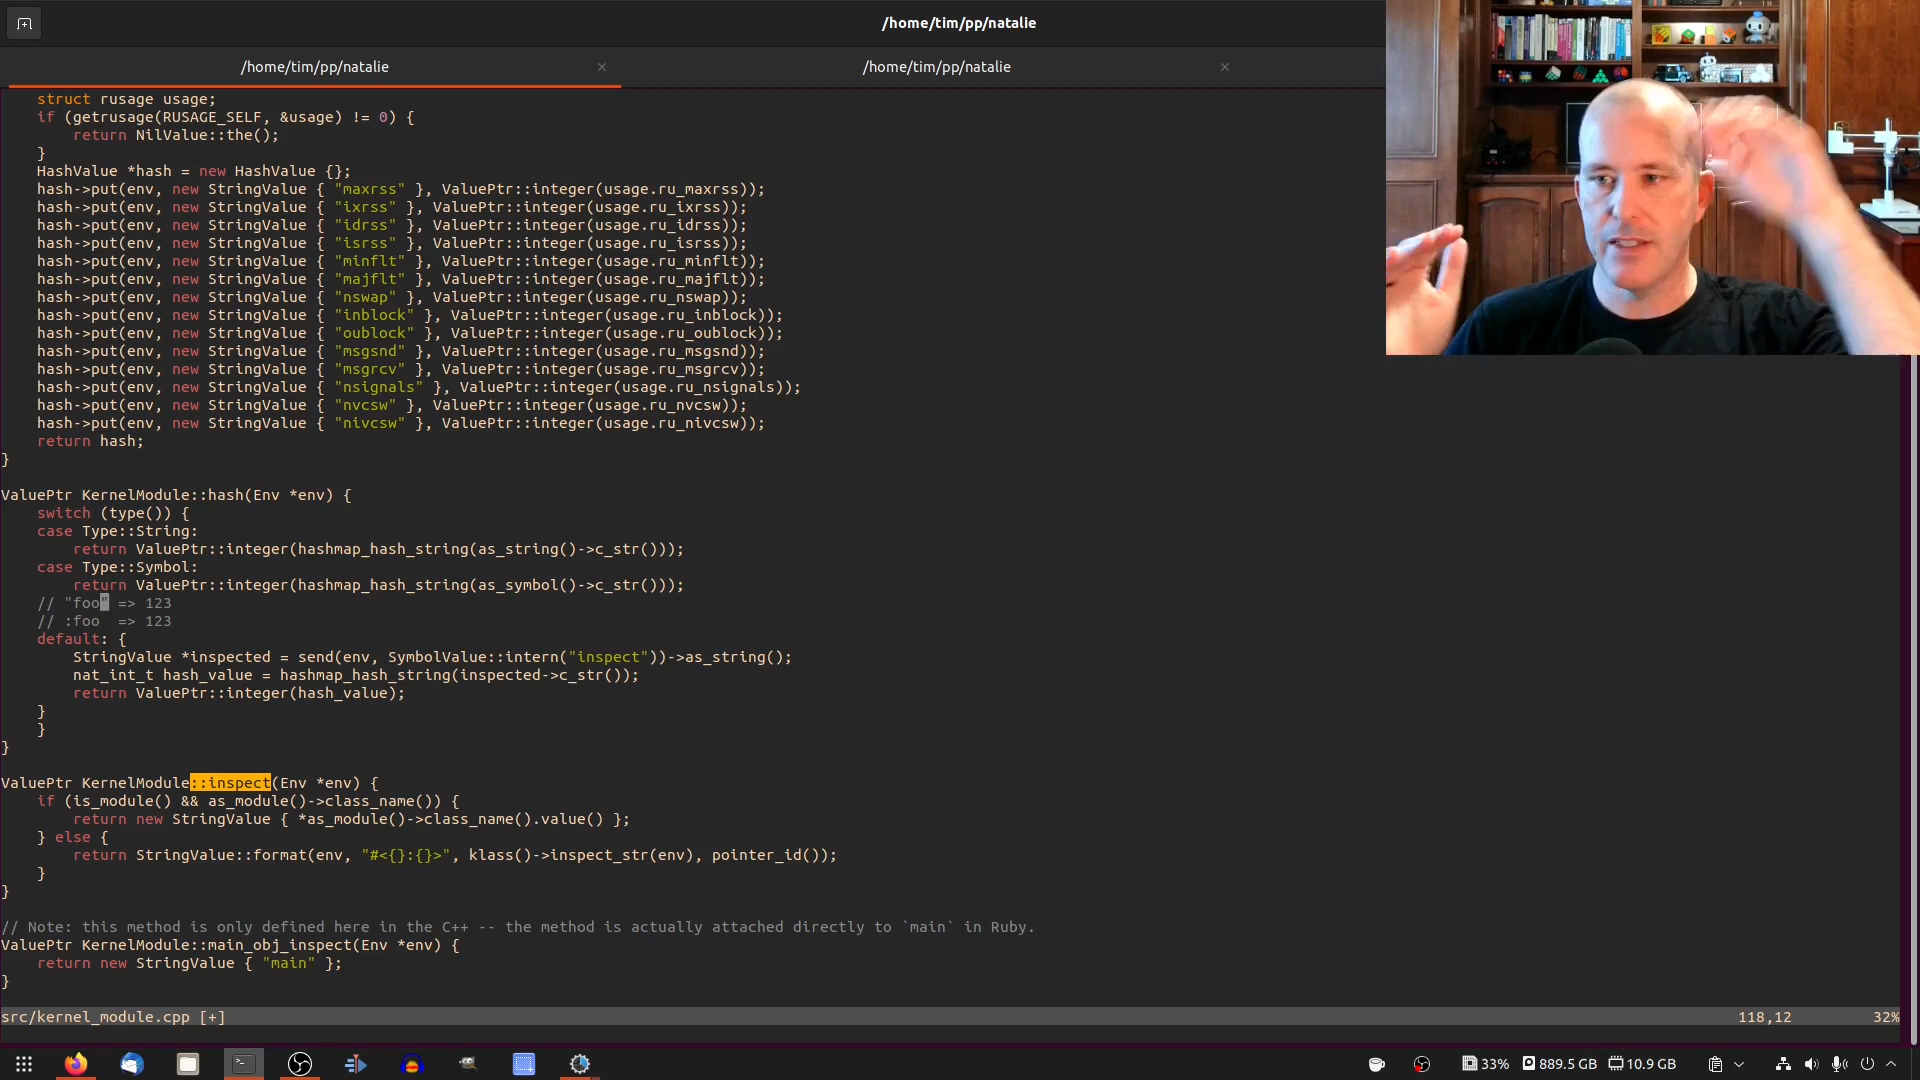 /home/tim/pp/natalie
/home/tim/pp/natalie × /home/tim/pp/natalie ×
struct rusage usage;
if (getrusage(RUSAGE_SELF, &usage) != 0) {
return NilValue::the();
}
HashValue *hash = new HashValue {};
hash->put(env, new StringValue { "maxrss" }, ValuePtr::integer(usage.ru_maxrss));
hash->put(env, new StringValue { "ixrss" }, ValuePtr::integer(usage.ru_ixrss));
hash->put(env, new StringValue { "idrss" }, ValuePtr::integer(usage.ru_idrss));
hash->put(env, new StringValue { "isrss" }, ValuePtr::integer(usage.ru_isrss));
hash->put(env, new StringValue { "minflt" }, ValuePtr::integer(usage.ru_minflt));
hash->put(env, new StringValue { "majflt" }, ValuePtr::integer(usage.ru_majflt));
hash->put(env, new StringValue { "nswap" }, ValuePtr::integer(usage.ru_nswap));
hash->put(env, new StringValue { "inblock" }, ValuePtr::integer(usage.ru_inblock));
hash->put(env, new StringValue { "oublock" }, ValuePtr::integer(usage.ru_oublock));
hash->put(env, new StringValue { "msgsnd" }, ValuePtr::integer(usage.ru_msgsnd));
hash->put(env, new StringValue { "msgrcv" }, ValuePtr::integer(usage.ru_msgrcv));
hash->put(env, new StringValue { "nsignals" }, ValuePtr::integer(usage.ru_nsignals));
hash->put(env, new StringValue { "nvcsw" }, ValuePtr::integer(usage.ru_nvcsw));
hash->put(env, new StringValue { "nivcsw" }, ValuePtr::integer(usage.ru_nivcsw));
return hash;
}
ValuePtr KernelModule::hash(Env *env) {
switch (type()) {
case Type::String:
return ValuePtr::integer(hashmap_hash_string(as_string()->c_str()));
case Type::Symbol:
return ValuePtr::integer(hashmap_hash_string(as_symbol()->c_str()));
// "foo" => 123
// :foo => 123
default: {
StringValue *inspected = send(env, SymbolValue::intern("inspect"))->as_string();
nat_int_t hash_value = hashmap_hash_string(inspected->c_str());
return ValuePtr::integer(hash_value);
}
}
}
ValuePtr KernelModule::inspect(Env *env) {
if (is_module() && as_module()->class_name()) {
return new StringValue { *as_module()->class_name().value() };
} else {
return StringValue::format(env, "#<{}:{}>", klass()->inspect_str(env), pointer_id());
}
}
// Note: this method is only defined here in the C++ -- the method is actually attached directly to `main` in Ruby.
ValuePtr KernelModule::main_obj_inspect(Env *env) {
return new StringValue { "main" };
}
src/kernel_module.cpp [+] 118,12 32%
33% 889.5 GB 10.9 GB